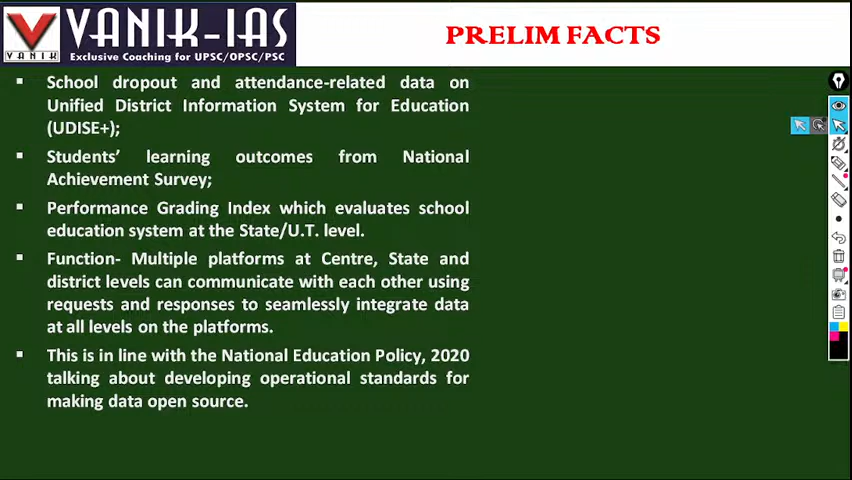 VANIK-IAS
VANIK
Exclusive Coaching for UPSC/OPSC/PSC
PRELIM FACTS
▪ School dropout and attendance-related data on
Unified District Information System for Education
(UDISE+);
▪ Students’ learning outcomes from National
Achievement Survey;
▪ Performance Grading Index which evaluates school
education system at the State/U.T. level.
▪ Function- Multiple platforms at Centre, State and
district levels can communicate with each other using
requests and responses to seamlessly integrate data
at all levels on the platforms.
▪ This is in line with the National Education Policy, 2020
talking about developing operational standards for
making data open source.